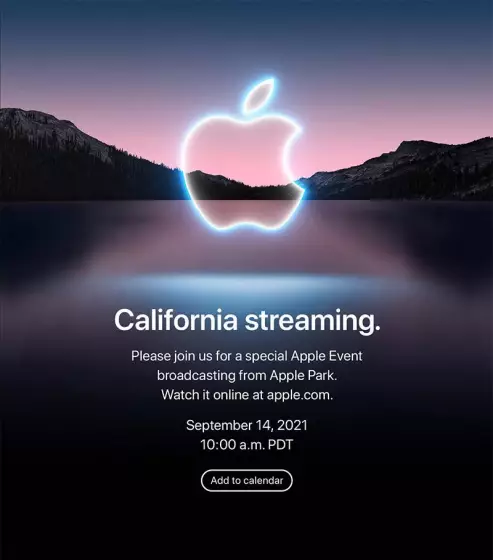 California streaming.
Please join us for a special Apple Event
broadcasting from Apple Park.
Watch it online at apple.com.
September 14, 2021
10:00 a.m. PDT
Add to calendar